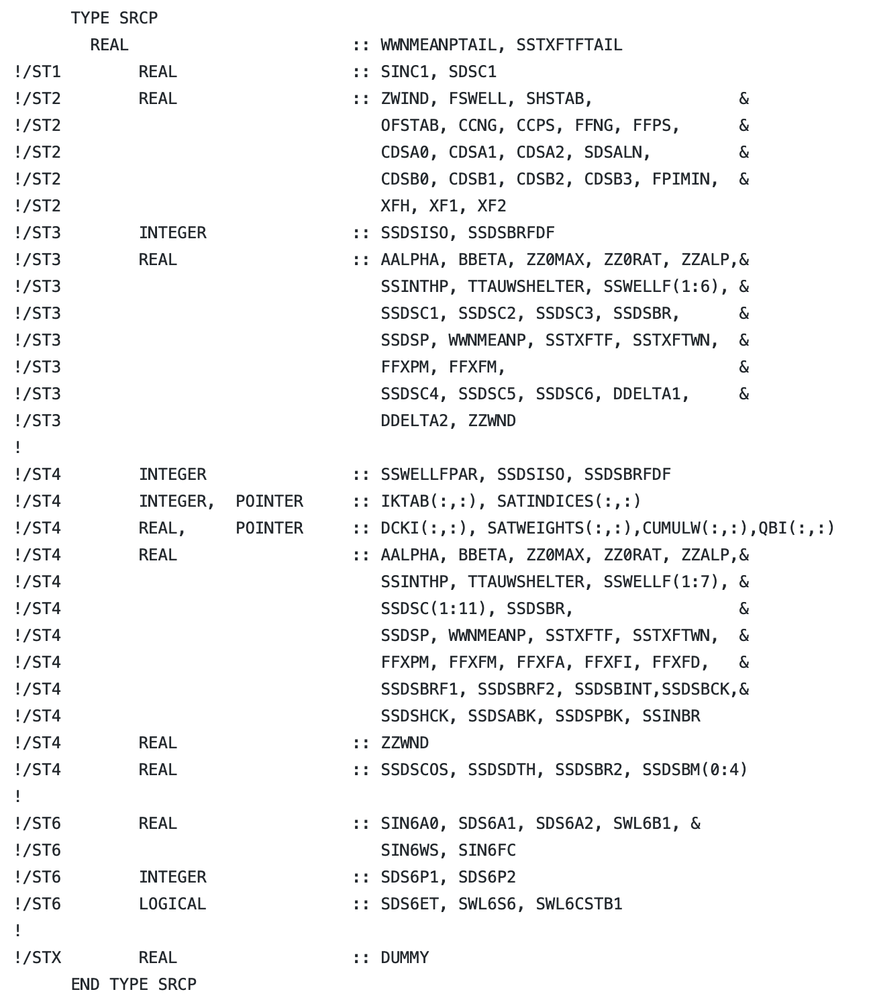 TYPE SRCP
        REAL                       :: WWNMEANPTAIL, SSTXFTFTAIL
!/ST1        REAL                  :: SINC1, SDSC1
!/ST2        REAL                  :: ZWIND, FSWELL, SHSTAB,               &
!/ST2                                 OFSTAB, CCNG, CCPS, FFNG, FFPS,      &
!/ST2                                 CDSA0, CDSA1, CDSA2, SDSALN,         &
!/ST2                                 CDSB0, CDSB1, CDSB2, CDSB3, FPIMIN,  &
!/ST2                                 XFH, XF1, XF2
!/ST3        INTEGER               :: SSDSISO, SSDSBRFDF
!/ST3        REAL                  :: AALPHA, BBETA, ZZ0MAX, ZZ0RAT, ZZALP,&
!/ST3                                 SSINTHP, TTAUWSHELTER, SSWELLF(1:6), &
!/ST3                                 SSDSC1, SSDSC2, SSDSC3, SSDSBR,      &
!/ST3                                 SSDSP, WWNMEANP, SSTXFTF, SSTXFTWN,  &
!/ST3                                 FFXPM, FFXFM,                        &
!/ST3                                 SSDSC4, SSDSC5, SSDSC6, DDELTA1,     &
!/ST3                                 DDELTA2, ZZWND
!
!/ST4        INTEGER               :: SSWELLFPAR, SSDSISO, SSDSBRFDF
!/ST4        INTEGER,  POINTER     :: IKTAB(:,:), SATINDICES(:,:)
!/ST4        REAL,     POINTER     :: DCKI(:,:), SATWEIGHTS(:,:),CUMULW(:,:),QBI(:,:)
!/ST4        REAL                  :: AALPHA, BBETA, ZZ0MAX, ZZ0RAT, ZZALP,&
!/ST4                                 SSINTHP, TTAUWSHELTER, SSWELLF(1:7), &
!/ST4                                 SSDSC(1:11), SSDSBR,                 &
!/ST4                                 SSDSP, WWNMEANP, SSTXFTF, SSTXFTWN,  &
!/ST4                                 FFXPM, FFXFM, FFXFA, FFXFI, FFXFD,   &
!/ST4                                 SSDSBRF1, SSDSBRF2, SSDSBINT,SSDSBCK,&
!/ST4                                 SSDSHCK, SSDSABK, SSDSPBK, SSINBR
!/ST4        REAL                  :: ZZWND
!/ST4        REAL                  :: SSDSCOS, SSDSDTH, SSDSBR2, SSDSBM(0:4)
!
!/ST6        REAL                  :: SIN6A0, SDS6A1, SDS6A2, SWL6B1, &
!/ST6                                 SIN6WS, SIN6FC
!/ST6        INTEGER               :: SDS6P1, SDS6P2
!/ST6        LOGICAL               :: SDS6ET, SWL6S6, SWL6CSTB1
!
!/STX        REAL                  :: DUMMY
      END TYPE SRCP